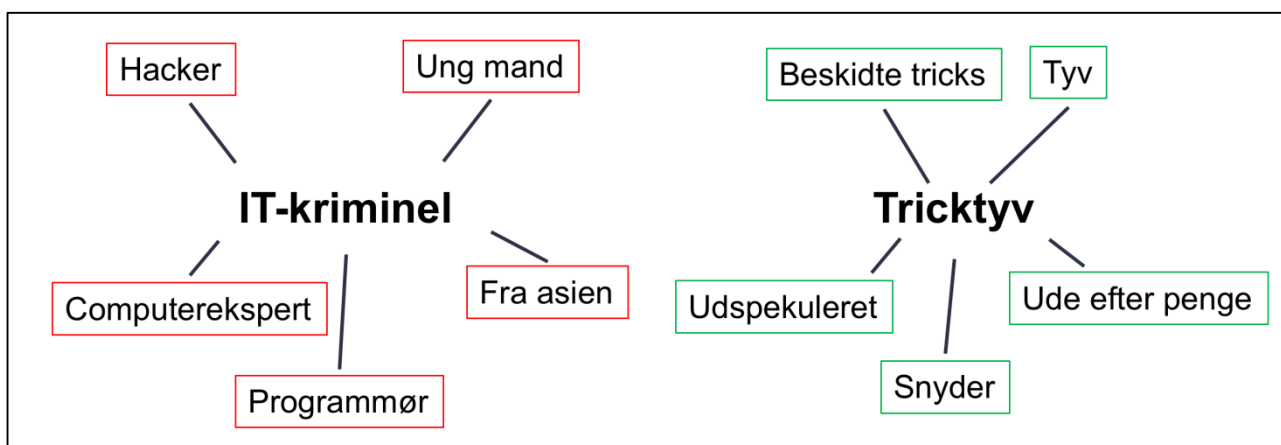 Hacker
Ung mand
IT-kriminel
Computerekspert
Fra asien
Programmør
Beskidte tricks
Tyv
Tricktyv
Udspekuleret
Ude efter penge
Snyder